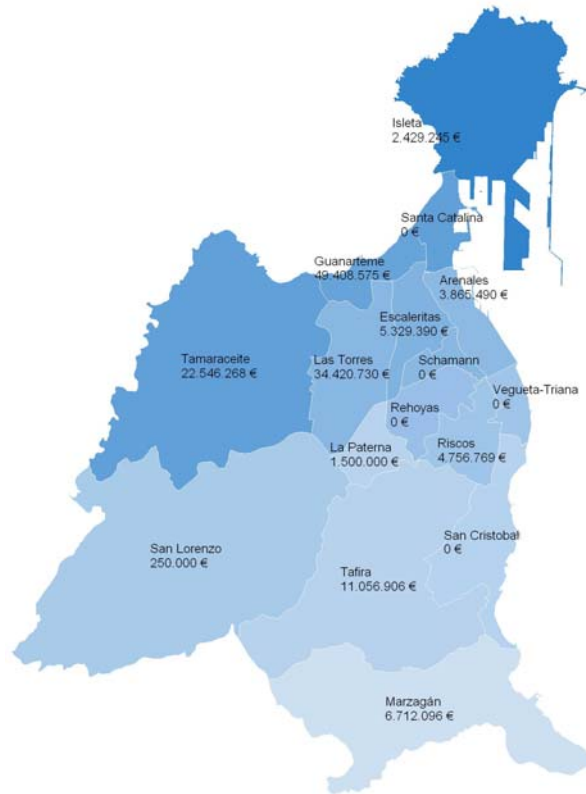 Isleta
2.429.245 €
Santa Catalina
0 €
Guanarteme
49.408.575 €
Arenales
3.865.490 €
Escaleritas
5.329.390 €
Tamaraceite
22.546.268 €
Las Torres
34.420.730 €
Schamann
0 €
Vegueta-Triana
0 €
Rehoyas
0 €
La Paterna
1.500.000 €
Riscos
4.756.769 €
San Lorenzo
250.000 €
San Cristobal
0 €
Tafira
11.056.906 €
Marzagán
6.712.096 €